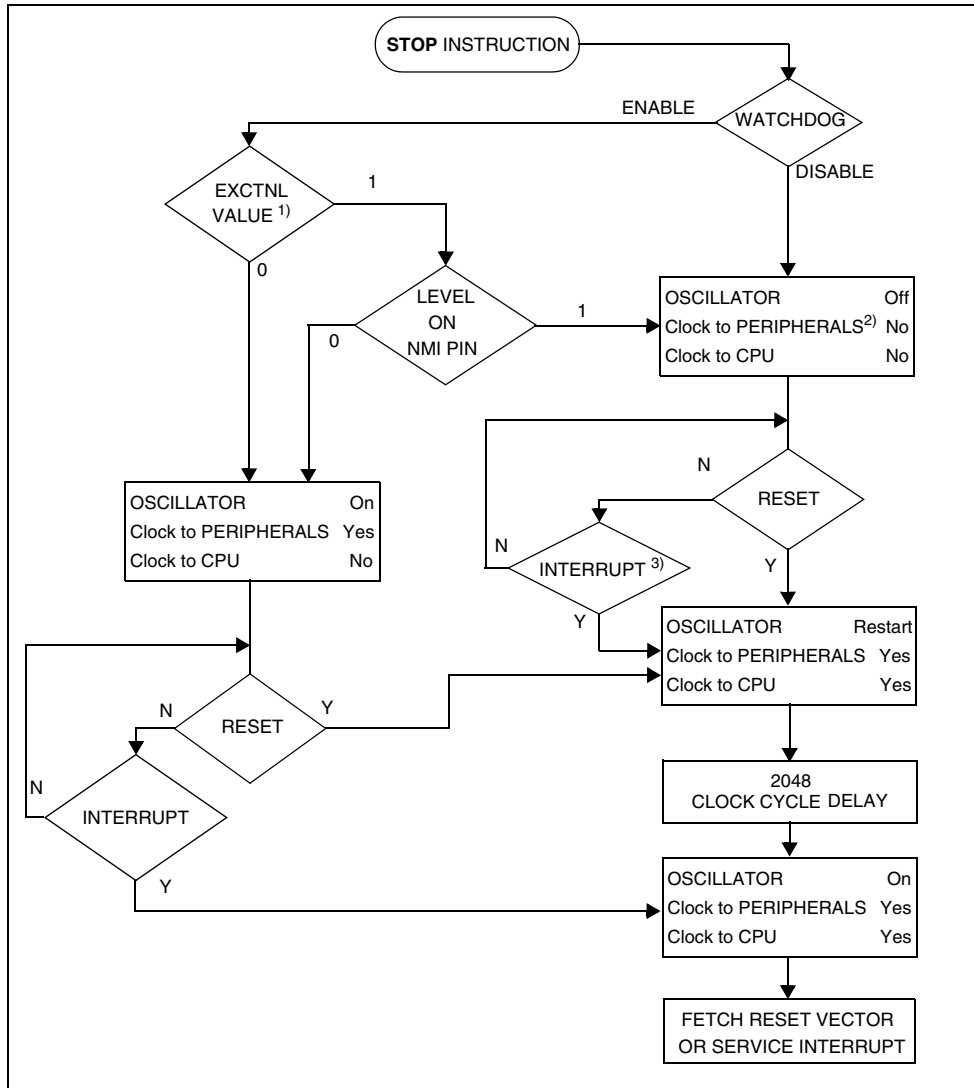 STOP INSTRUCTION
ENABLE
WATCHDOG
DISABLE
EXCTNL
VALUE 1)
1
0
LEVEL
ON
NMI PIN
1
0
OSCILLATOR Off
Clock to PERIPHERALS2) No
Clock to CPU No
N
RESET
Y
N
INTERRUPT 3)
Y
OSCILLATOR On
Clock to PERIPHERALS Yes
Clock to CPU No
OSCILLATOR Restart
Clock to PERIPHERALS Yes
Clock to CPU Yes
N
RESET
Y
N
INTERRUPT
Y
2048
CLOCK CYCLE DELAY
OSCILLATOR On
Clock to PERIPHERALS Yes
Clock to CPU Yes
FETCH RESET VECTOR
OR SERVICE INTERRUPT